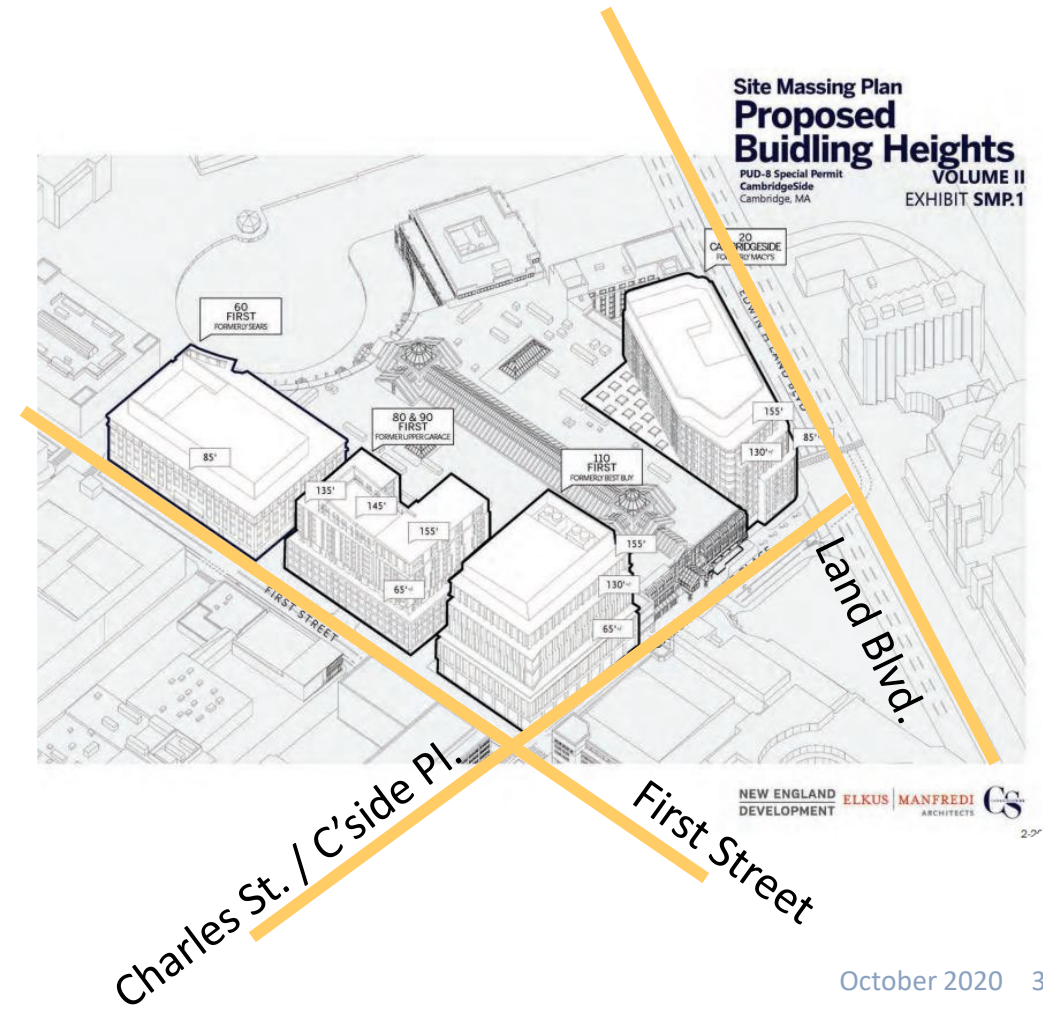 Site Massing Plan
Proposed
Buidling Heights
VOLUME II
PUD-8 Special Permit
CambridgeSide
Cambridge, MA
EXHIBIT SMP.1
20
CAMBRIDGESIDE
FORMERLY MACY'S
60
FIRST
FORMERLY SEARS
EDWIN H LAND BLVD
80 & 90
FIRST
FORMER UPPER GARAGE
155'
85'
130'+/-
85'
110
FIRST
FORMERLY BEST BUY
135'
145'
155'
155'
65'+/-
130'+/-
65'+/-
FIRST STREET
Land Blvd.
Charles St. / C'side Pl.
First Street
NEW ENGLAND
DEVELOPMENT
ELKUS | MANFREDI
ARCHITECTS
CS
October 2020 3